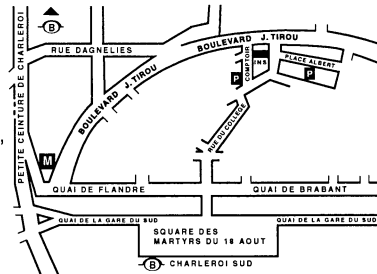 B
RUE DAGNELIES
BOULEVARD J. TIROU
PETITE CEINTURE DE CHARLEROI
COMPTOIR
INS
PLACE ALBERT
P
P
BOULEVARD J. TIROU
RUE DU COLLEGE
M
QUAI DE FLANDRE
QUAI DE BRABANT
QUAI DE LA GARE DU SUD
QUAI DE LA GARE DU SUD
SQUARE DES
MARTYRS DU 18 AOUT
B CHARLEROI SUD